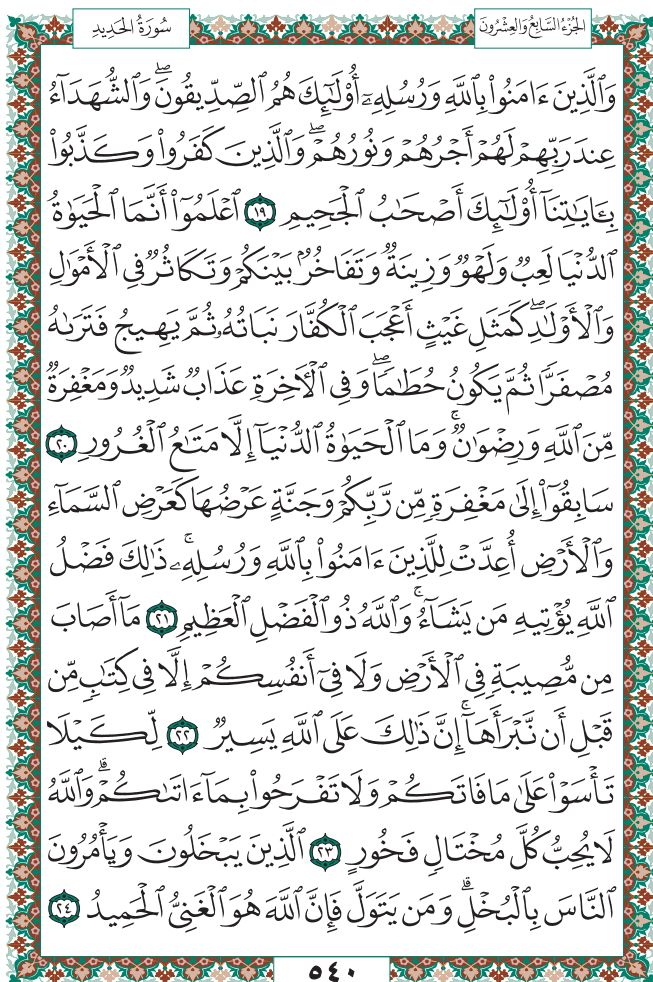 سُورَةُ الحَدِيدِ
الجُزْءُ السَّابِعُ وَالعِشْرُونَ
وَٱلَّذِينَ ءَامَنُوا۟ بِٱللَّهِ وَرُسُلِهِۦٓ أُو۟لَـٰٓئِكَ هُمُ ٱلصِّدِّيقُونَ ۖ وَٱلشُّهَدَآءُ
عِندَ رَبِّهِمْ لَهُمْ أَجْرُهُمْ وَنُورُهُمْ ۖ وَٱلَّذِينَ كَفَرُوا۟ وَكَذَّبُوا۟
بِـَٔايَـٰتِنَآ أُو۟لَـٰٓئِكَ أَصْحَـٰبُ ٱلْجَحِيمِ ١٩ ٱعْلَمُوٓا۟ أَنَّمَا ٱلْحَيَوٰةُ
ٱلدُّنْيَا لَعِبٌ وَلَهْوٌ وَزِينَةٌ وَتَفَاخُرٌۢ بَيْنَكُمْ وَتَكَاثُرٌ فِى ٱلْأَمْوَٰلِ
وَٱلْأَوْلَـٰدِ ۖ كَمَثَلِ غَيْثٍ أَعْجَبَ ٱلْكُفَّارَ نَبَاتُهُۥ ثُمَّ يَهِيجُ فَتَرَىٰهُ
مُصْفَرًّا ثُمَّ يَكُونُ حُطَـٰمًا ۖ وَفِى ٱلْـَٔاخِرَةِ عَذَابٌ شَدِيدٌ وَمَغْفِرَةٌ
مِّنَ ٱللَّهِ وَرِضْوَٰنٌ ۚ وَمَا ٱلْحَيَوٰةُ ٱلدُّنْيَآ إِلَّا مَتَـٰعُ ٱلْغُرُورِ ٢٠
سَابِقُوٓا۟ إِلَىٰ مَغْفِرَةٍ مِّن رَّبِّكُمْ وَجَنَّةٍ عَرْضُهَا كَعَرْضِ ٱلسَّمَآءِ
وَٱلْأَرْضِ أُعِدَّتْ لِلَّذِينَ ءَامَنُوا۟ بِٱللَّهِ وَرُسُلِهِۦ ۚ ذَٰلِكَ فَضْلُ
ٱللَّهِ يُؤْتِيهِ مَن يَشَآءُ ۚ وَٱللَّهُ ذُو ٱلْفَضْلِ ٱلْعَظِيمِ ٢١ مَآ أَصَابَ
مِن مُّصِيبَةٍ فِى ٱلْأَرْضِ وَلَا فِىٓ أَنفُسِكُمْ إِلَّا فِى كِتَـٰبٍ مِّن
قَبْلِ أَن نَّبْرَأَهَآ ۚ إِنَّ ذَٰلِكَ عَلَى ٱللَّهِ يَسِيرٌ ٢٢ لِّكَيْلَا
تَأْسَوْا۟ عَلَىٰ مَا فَاتَكُمْ وَلَا تَفْرَحُوا۟ بِمَآ ءَاتَىٰكُمْ ۗ وَٱللَّهُ
لَا يُحِبُّ كُلَّ مُخْتَالٍ فَخُورٍ ٢٣ ٱلَّذِينَ يَبْخَلُونَ وَيَأْمُرُونَ
ٱلنَّاسَ بِٱلْبُخْلِ ۗ وَمَن يَتَوَلَّ فَإِنَّ ٱللَّهَ هُوَ ٱلْغَنِىُّ ٱلْحَمِيدُ ٢٤
٥٤٠